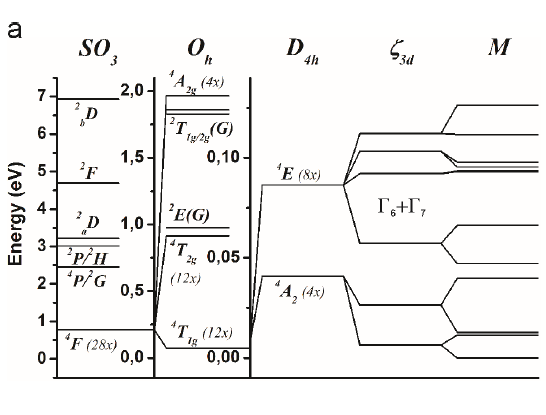 a
SO3 Oh D4h ζ3d M
Energy (eV)
7
6
5
4
3
2
1
0
2bD
2F
2aD
2P/2H
4P/2G
4F (28x)
2,0
1,5
1,0
0,5
0,0
4A2g (4x)
2T1g/2g(G)
2E(G)
4T2g
(12x)
4T1g (12x)
0,10
0,05
0,00
4E (8x)
4A2 (4x)
Γ6+Γ7